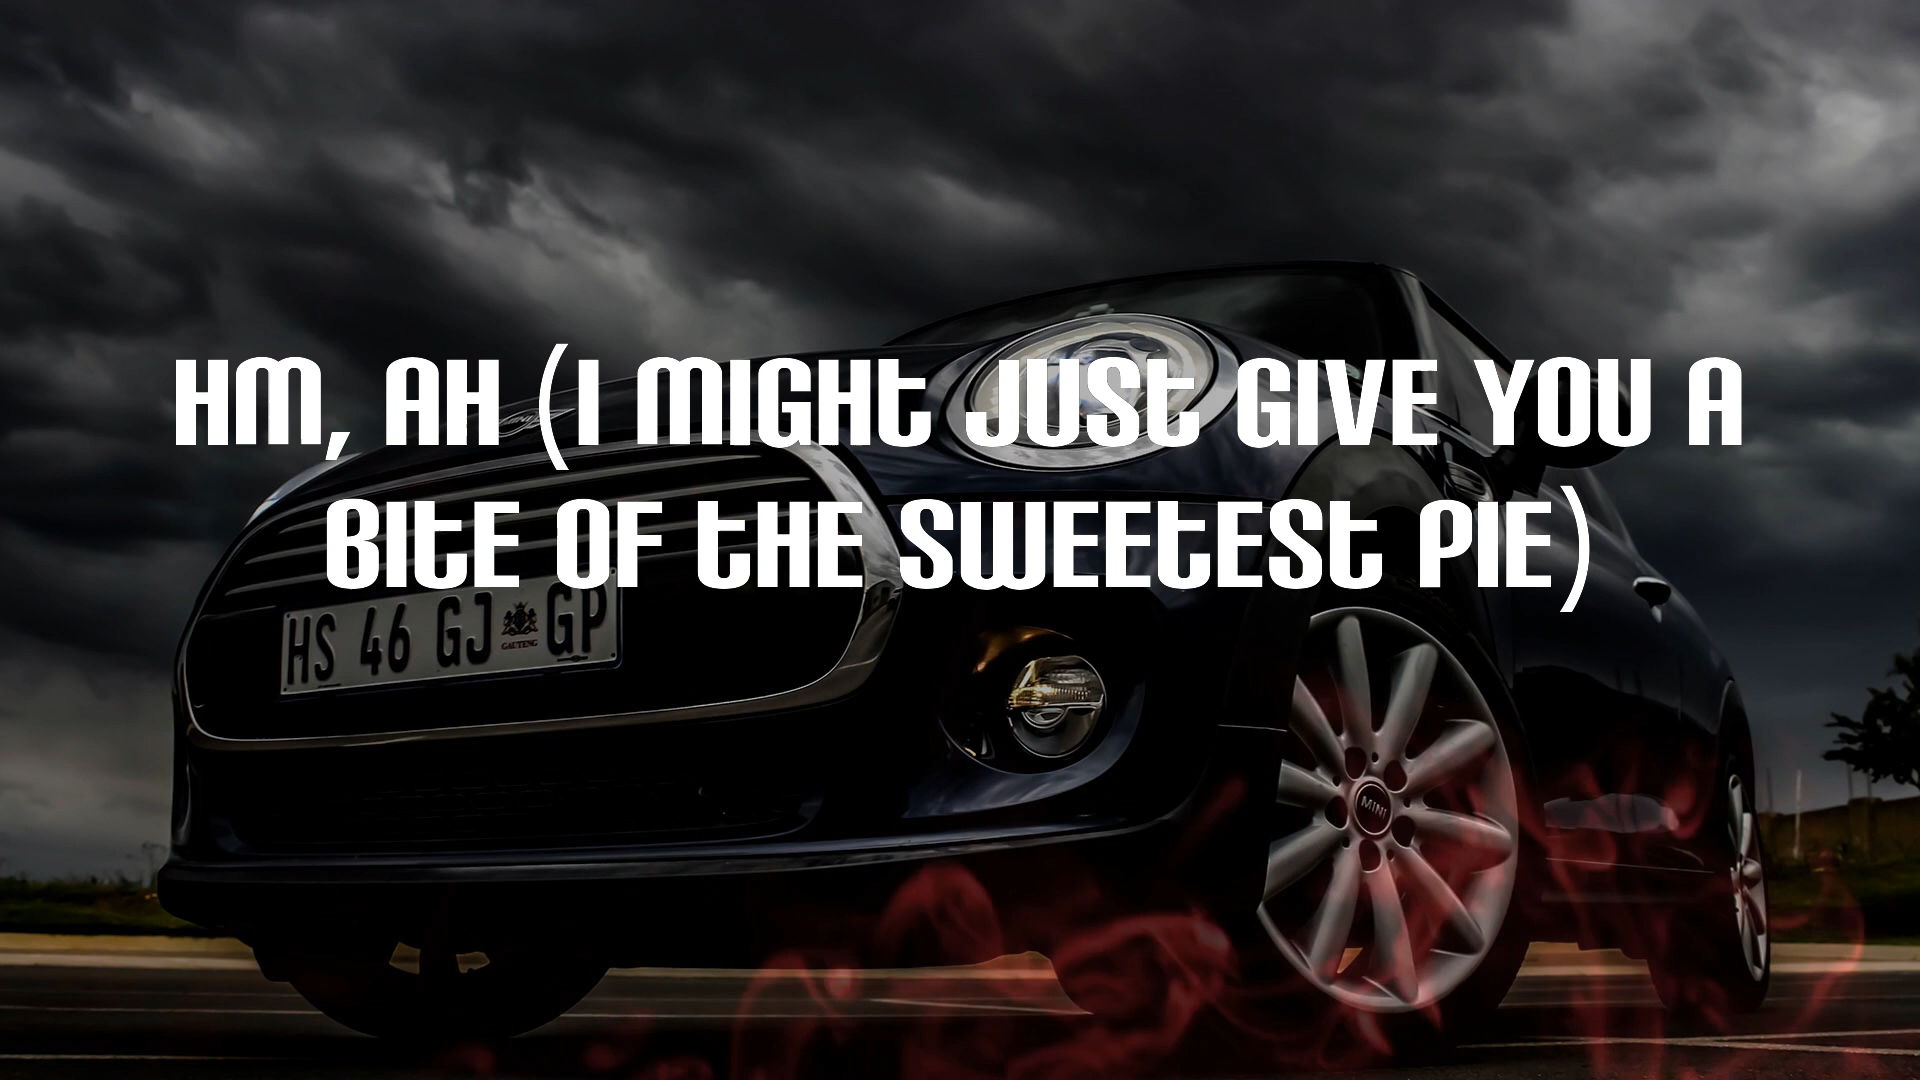 HM, AH (I MIGHT JUST GIVE YOU A
BITE OF THE SWEETEST PIE)
HS 46 GJ GP
GAUTENG
MINI